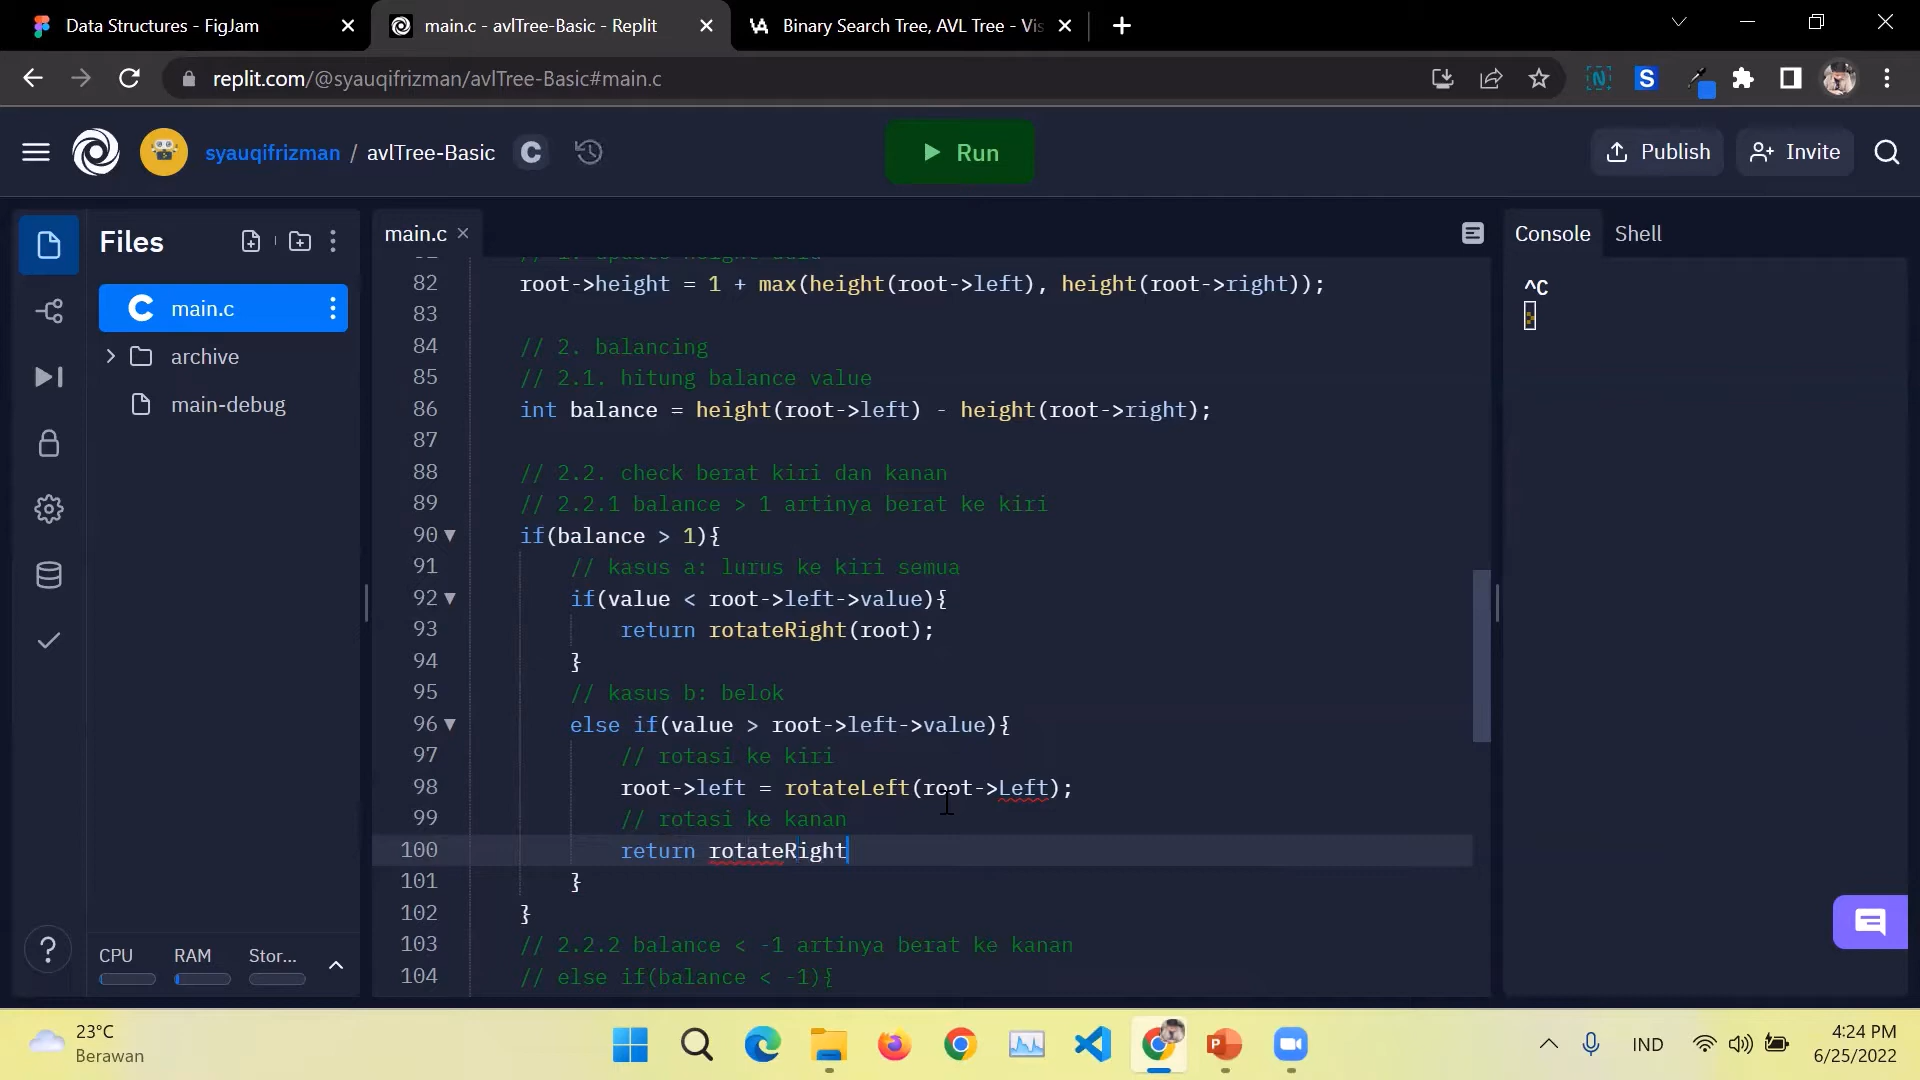 Data Structures - FigJam
main.c - avlTree-Basic - Replit
Binary Search Tree, AVL Tree - Vis
replit.com/@syauqifrizman/avlTree-Basic#main.c
syauqifrizman / avlTree-Basic C
Run
Publish
Invite
Files
main.c
archive
main-debug
CPU
RAM
Stor...
main.c
82 root->height = 1 + max(height(root->left), height(root->right));
83
84 // 2. balancing
85 // 2.1. hitung balance value
86 int balance = height(root->left) - height(root->right);
87
88 // 2.2. check berat kiri dan kanan
89 // 2.2.1 balance > 1 artinya berat ke kiri
90 if(balance > 1){
91 // kasus a: lurus ke kiri semua
92 if(value < root->left->value){
93 return rotateRight(root);
94 }
95 // kasus b: belok
96 else if(value > root->left->value){
97 // rotasi ke kiri
98 root->left = rotateLeft(root->Left);
99 // rotasi ke kanan
100 return rotateRight
101 }
102 }
103 // 2.2.2 balance < -1 artinya berat ke kanan
104 // else if(balance < -1){
Console
Shell
^C
23°C
Berawan
IND
4:24 PM
6/25/2022